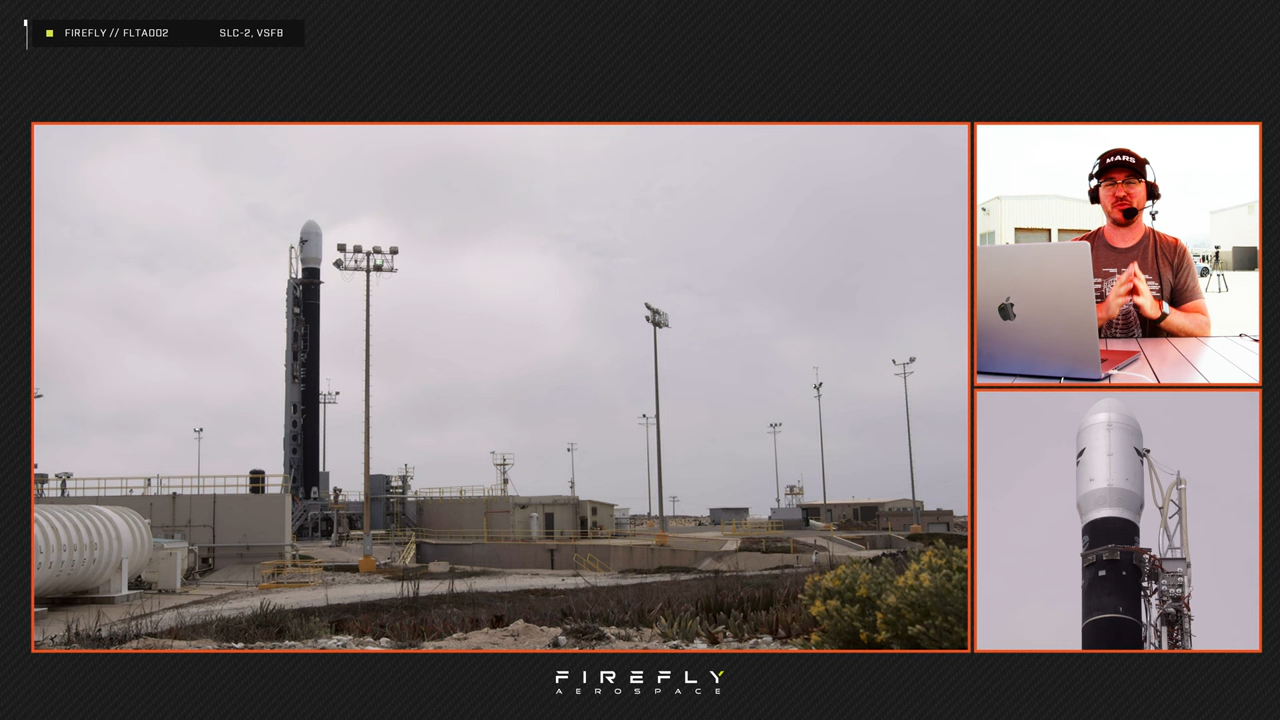 FIREFLY // FLTA002 SLC-2, VSFB
MARS
FIREFLY
AEROSPACE